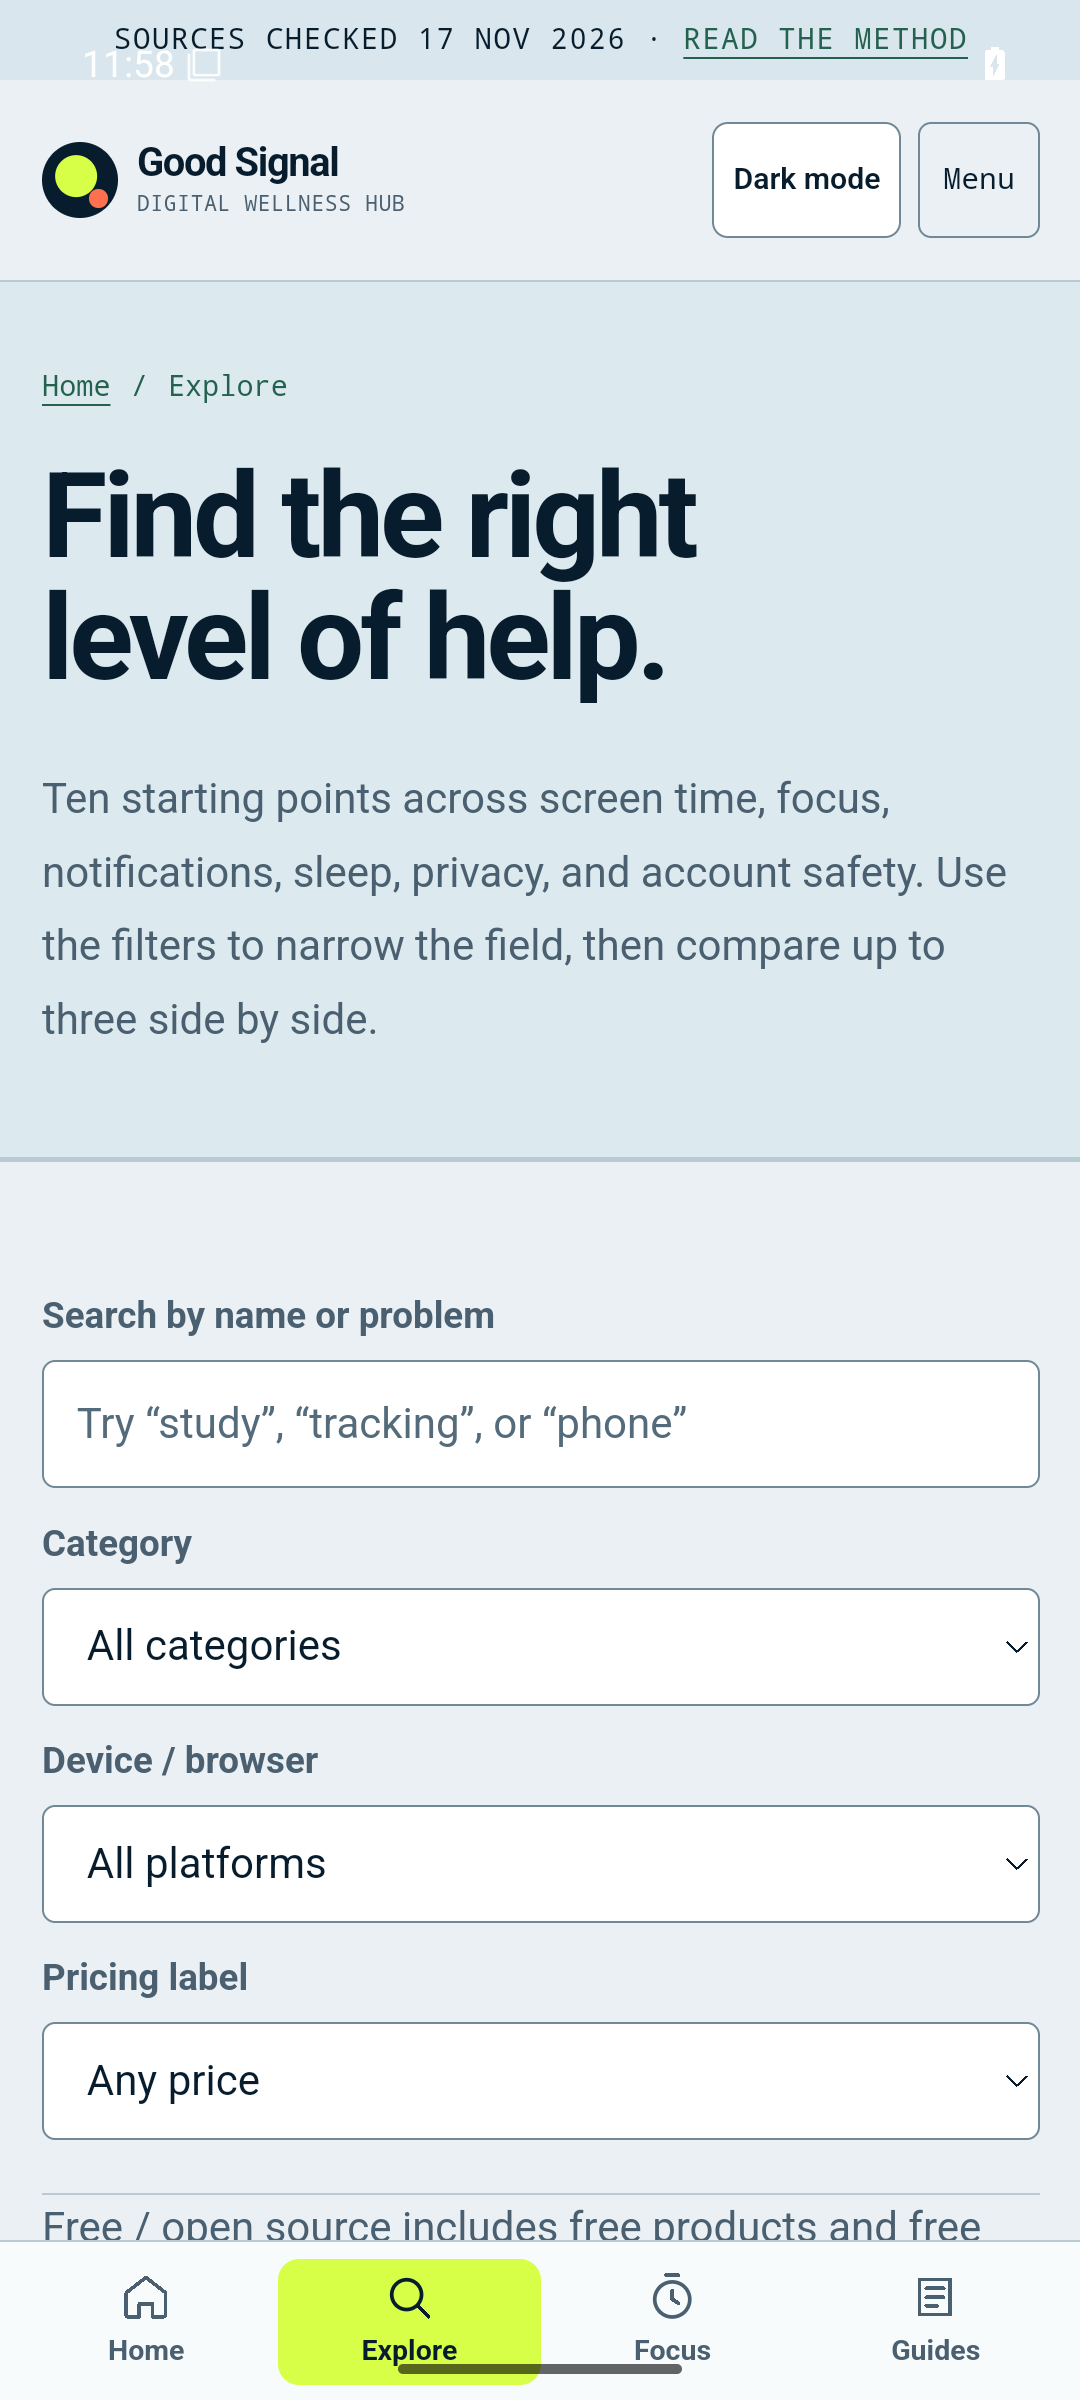 SOURCES CHECKED 17 NOV 2026 · READ THE METHOD
11:58
Good Signal
DIGITAL WELLNESS HUB
Dark mode
Menu
Home / Explore
Find the right
level of help.
Ten starting points across screen time, focus,
notifications, sleep, privacy, and account safety. Use
the filters to narrow the field, then compare up to
three side by side.
Search by name or problem
Try “study”, “tracking”, or “phone”
Category
All categories
Device / browser
All platforms
Pricing label
Any price
Free / open source includes free products and free
Home
Explore
Focus
Guides